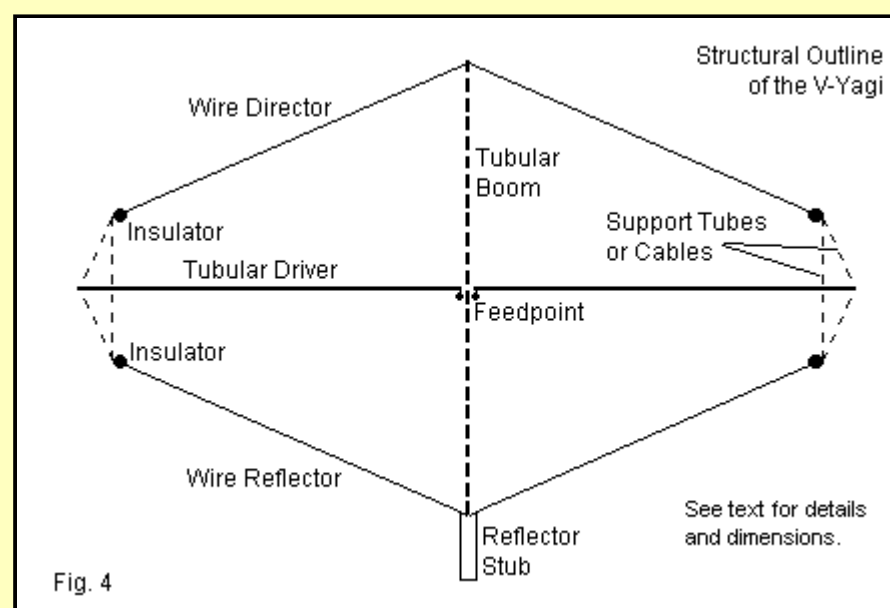 Structural Outline
of the V-Yagi
Wire Director
Tubular
Boom
Insulator
Support Tubes
or Cables
Tubular Driver
Feedpoint
Insulator
Wire Reflector
See text for details
and dimensions.
Reflector
Stub
Fig. 4